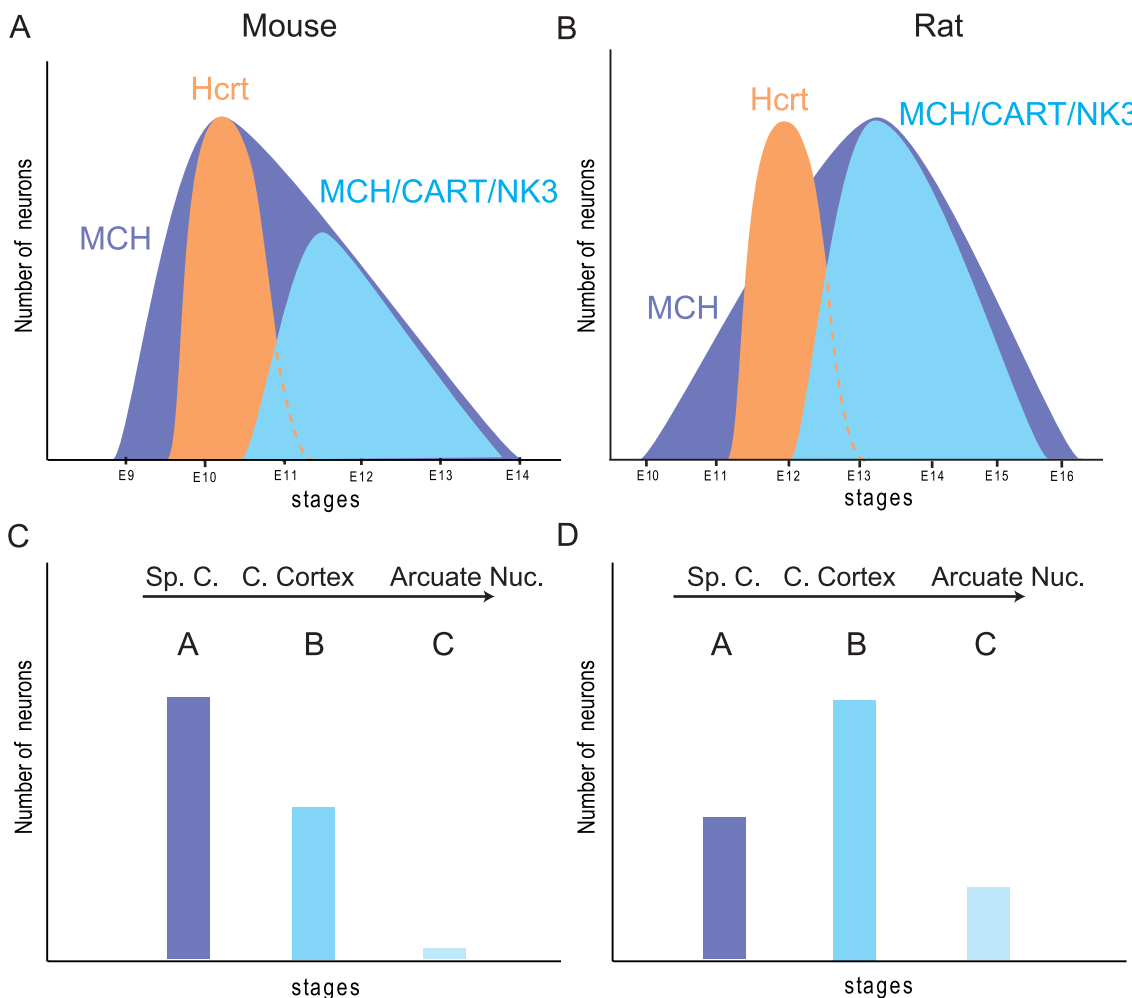 A
Mouse
Hcrt
MCH/CART/NK3
MCH
Number of neurons
E9 E10 E11 E12 E13 E14
stages
B
Rat
Hcrt
MCH/CART/NK3
MCH
Number of neurons
E10 E11 E12 E13 E14 E15 E16
stages
C
Sp. C. C. Cortex Arcuate Nuc.
A B C
Number of neurons
stages
D
Sp. C. C. Cortex Arcuate Nuc.
A B C
Number of neurons
stages